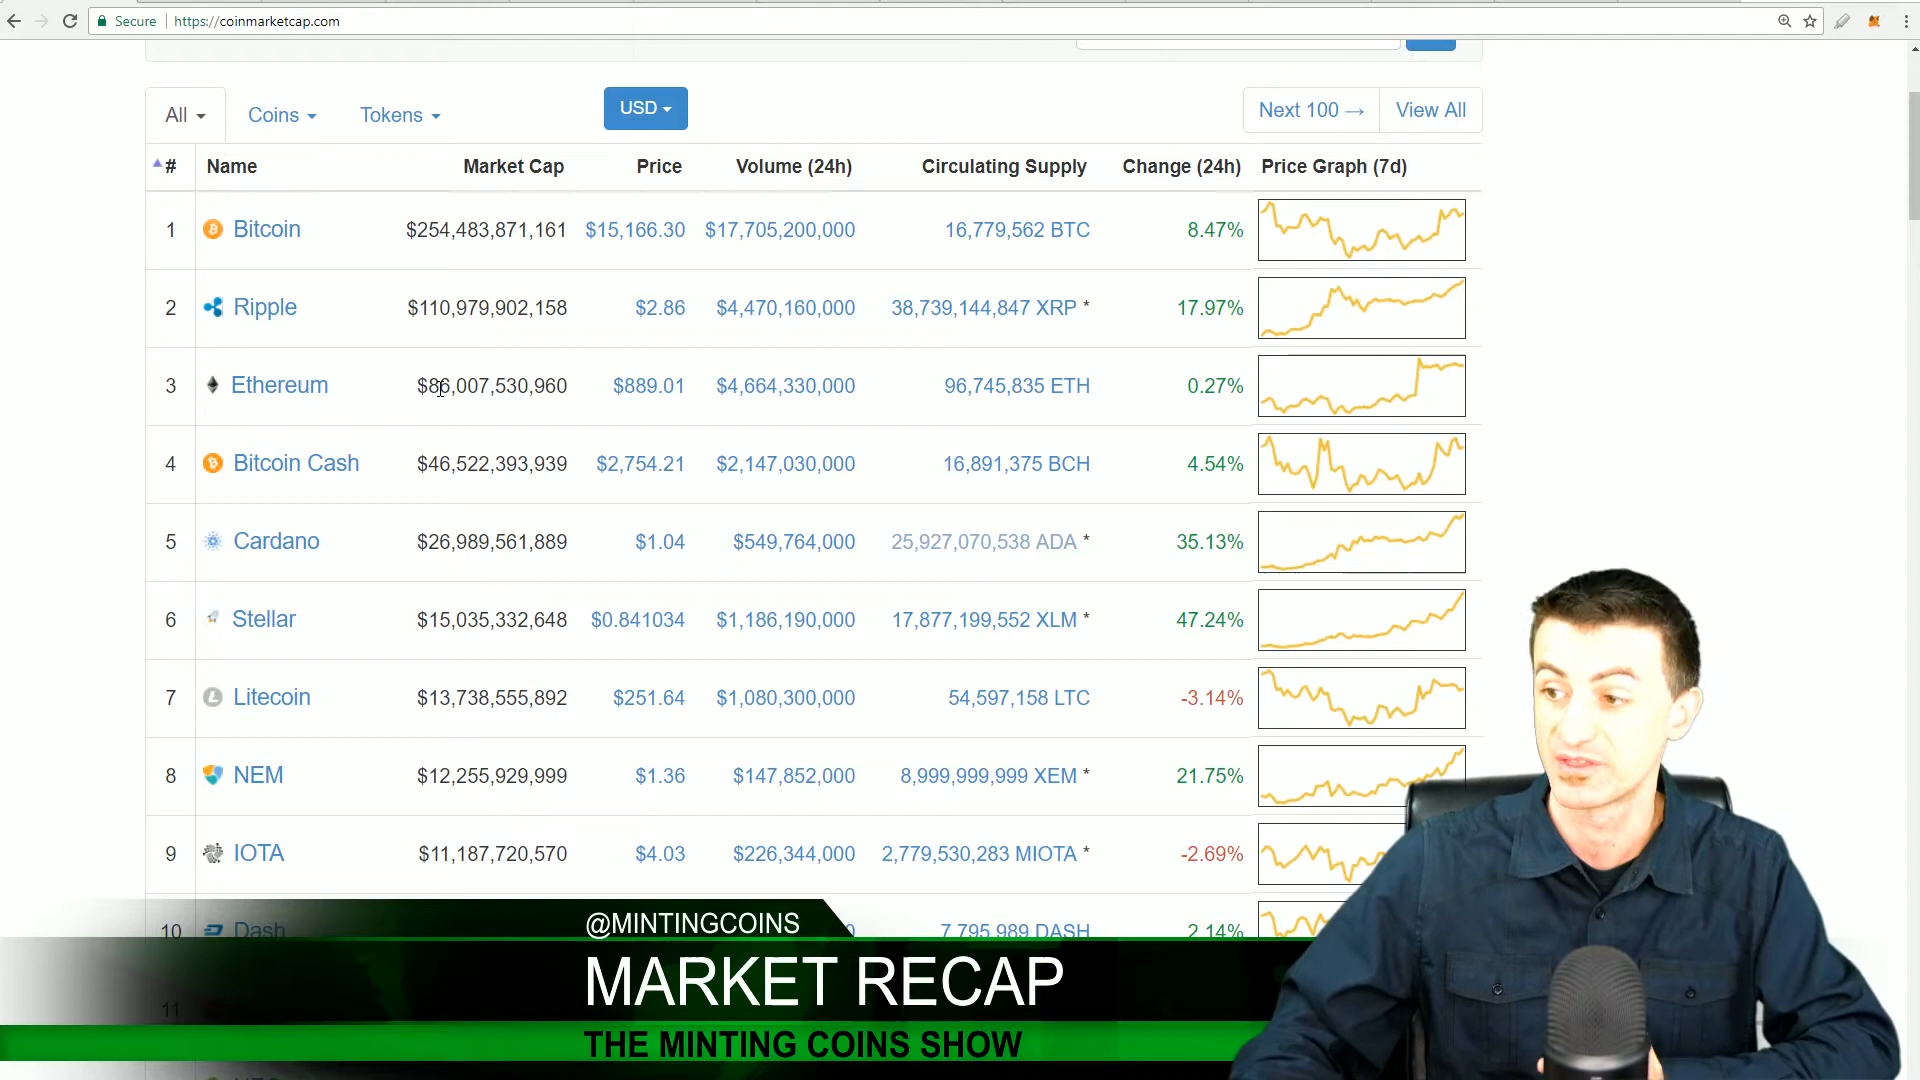 Secure https://coinmarketcap.com
All Coins Tokens USD Next 100 → View All
# Name Market Cap Price Volume (24h) Circulating Supply Change (24h) Price Graph (7d)
1 Bitcoin $254,483,871,161 $15,166.30 $17,705,200,000 16,779,562 BTC 8.47%
2 Ripple $110,979,902,158 $2.86 $4,470,160,000 38,739,144,847 XRP * 17.97%
3 Ethereum $86,007,530,960 $889.01 $4,664,330,000 96,745,835 ETH 0.27%
4 Bitcoin Cash $46,522,393,939 $2,754.21 $2,147,030,000 16,891,375 BCH 4.54%
5 Cardano $26,989,561,889 $1.04 $549,764,000 25,927,070,538 ADA * 35.13%
6 Stellar $15,035,332,648 $0.841034 $1,186,190,000 17,877,199,552 XLM * 47.24%
7 Litecoin $13,738,555,892 $251.64 $1,080,300,000 54,597,158 LTC -3.14%
8 NEM $12,255,929,999 $1.36 $147,852,000 8,999,999,999 XEM * 21.75%
9 IOTA $11,187,720,570 $4.03 $226,344,000 2,779,530,283 MIOTA * -2.69%
10 Dash 7,795,989 DASH 2.14%
11
@MINTINGCOINS
MARKET RECAP
THE MINTING COINS SHOW